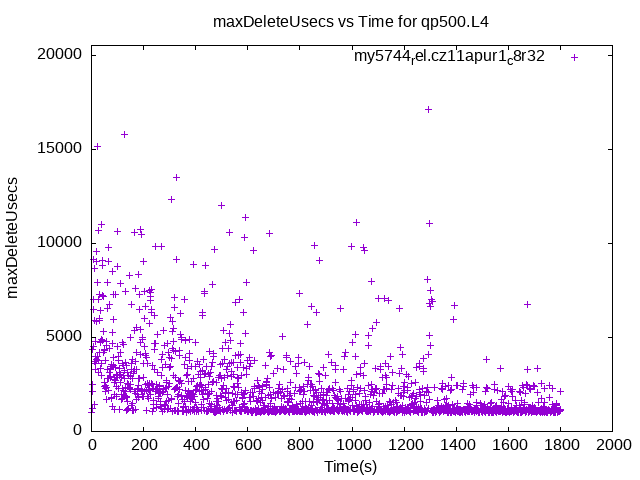 maxDeleteUsecs vs Time for qp500.L4
my5744rel.cz11apur1c8r32
20000
15000
10000
5000
0
maxDeleteUsecs
0 200 400 600 800 1000 1200 1400 1600 1800 2000
Time(s)